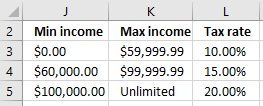 J K L
2 Min income Max income Tax rate
3 $0.00 $59,999.99 10.00%
4 $60,000.00 $99,999.99 15.00%
5 $100,000.00 Unlimited 20.00%